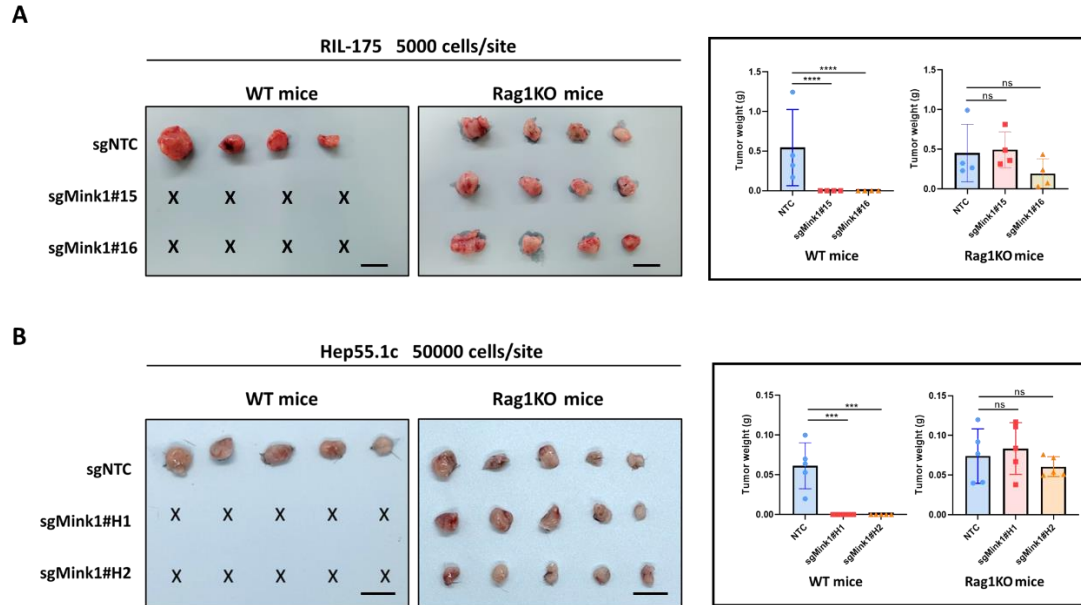 A
RIL-175 5000 cells/site
WT mice
Rag1KO mice
sgNTC
sgMink1#15
X X X X
sgMink1#16
X X X X
Tumor weight (g)
1.5
1.0
0.5
0.0
****
****
NTC
sgMink1#15
sgMink1#16
WT mice
Tumor weight (g)
1.5
1.0
0.5
0.0
ns
ns
NTC
sgMink1#15
sgMink1#16
Rag1KO mice
B
Hep55.1c 50000 cells/site
WT mice
Rag1KO mice
sgNTC
sgMink1#H1
X X X X X
sgMink1#H2
X X X X X
Tumor weight (g)
0.15
0.10
0.05
0.00
***
***
NTC
sgMink1#H1
sgMink1#H2
WT mice
Tumor weight (g)
0.15
0.10
0.05
0.00
ns
ns
NTC
sgMink1#H1
sgMink1#H2
Rag1KO mice